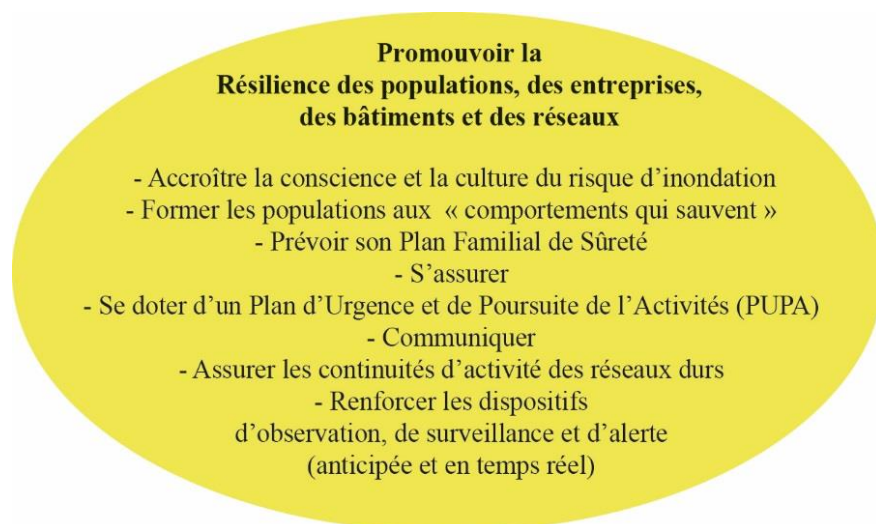 Promouvoir la
Résilience des populations, des entreprises,
des bâtiments et des réseaux
- Accroître la conscience et la culture du risque d’inondation
- Former les populations aux « comportements qui sauvent »
- Prévoir son Plan Familial de Sûreté
- S’assurer
- Se doter d’un Plan d’Urgence et de Poursuite de l’Activités (PUPA)
- Communiquer
- Assurer les continuités d’activité des réseaux durs
- Renforcer les dispositifs
d’observation, de surveillance et d’alerte
(anticipée et en temps réel)